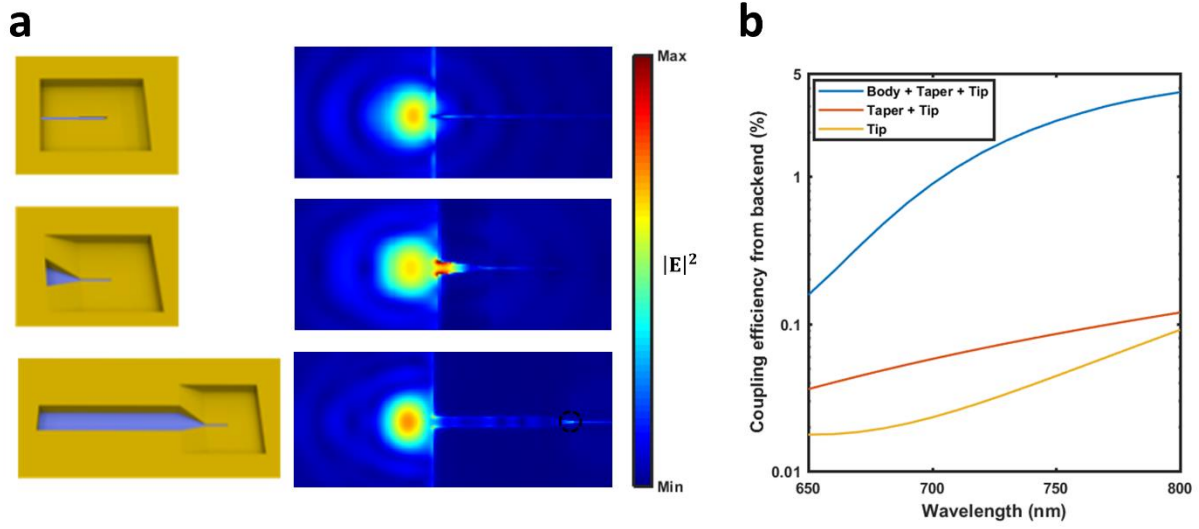 a
Max
|E|²
Min
b
Coupling efficiency from backend (%)
5
1
0.1
0.01
Body + Taper + Tip
Taper + Tip
Tip
650
700
750
800
Wavelength (nm)